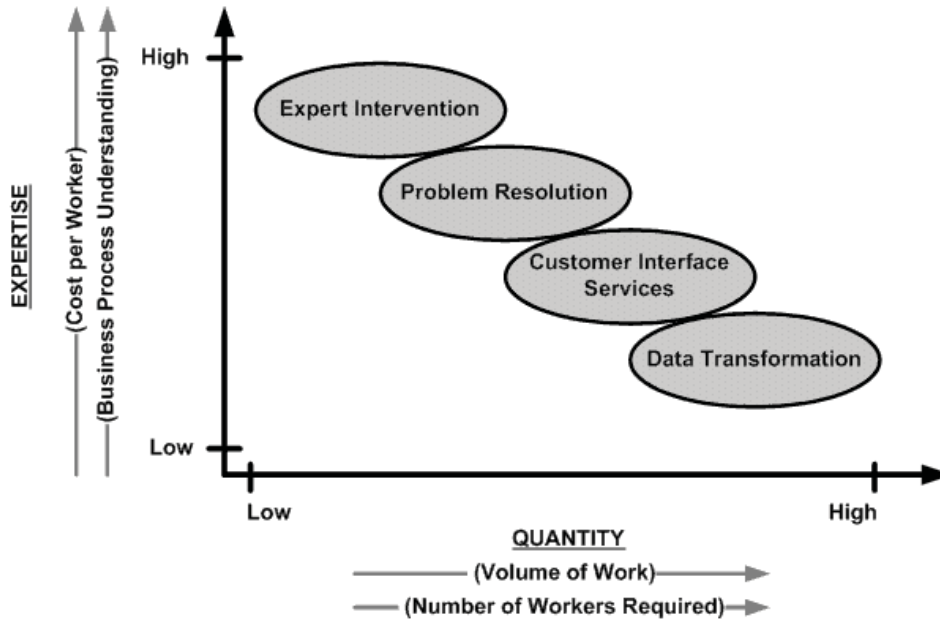 EXPERTISE
(Cost per Worker)
(Business Process Understanding)
High
Low
Expert Intervention
Problem Resolution
Customer Interface
Services
Data Transformation
Low
High
QUANTITY
(Volume of Work)
(Number of Workers Required)